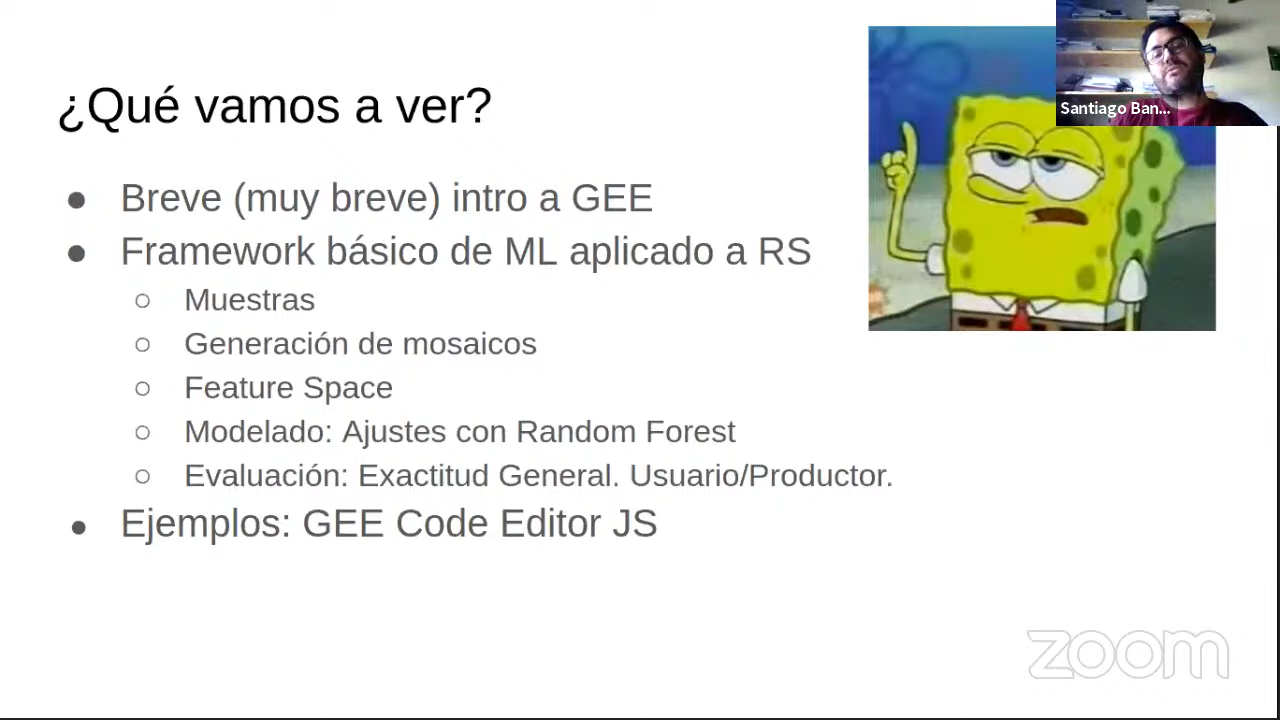 Santiago Ban...
¿Qué vamos a ver?
● Breve (muy breve) intro a GEE
● Framework básico de ML aplicado a RS
○ Muestras
○ Generación de mosaicos
○ Feature Space
○ Modelado: Ajustes con Random Forest
○ Evaluación: Exactitud General. Usuario/Productor.
● Ejemplos: GEE Code Editor JS
zoom